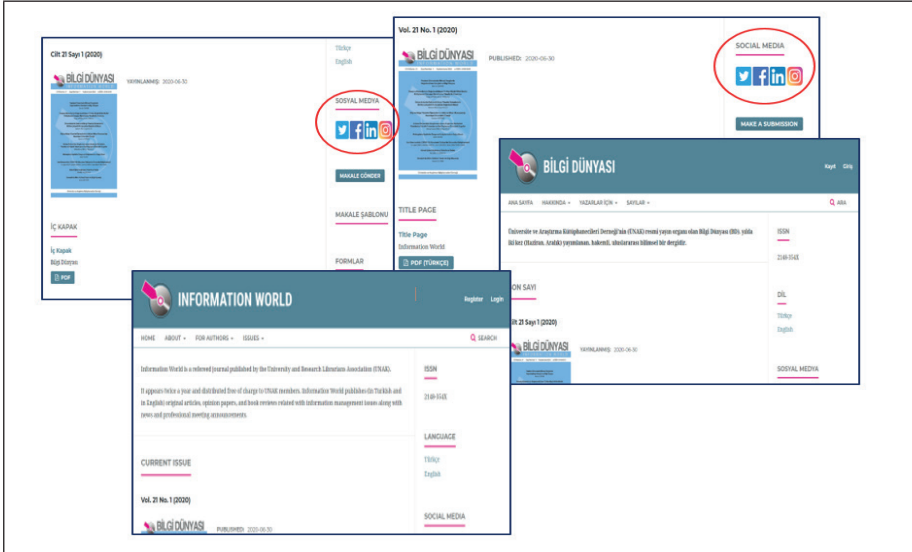 Cilt 21 Sayı 1 (2020)
BİLGİ DÜNYASI
YAYINLANMIŞ: 2020-06-30
Türkçe
English
SOSYAL MEDYA
MAKALE GÖNDER
MAKALE ŞABLONU
İÇ KAPAK
İç Kapak
Bilgi Dünyası
PDF
FORMLAR
Vol. 21 No. 1 (2020)
BİLGİ DÜNYASI
PUBLISHED: 2020-06-30
SOCIAL MEDIA
MAKE A SUBMISSION
TITLE PAGE
Title Page
Information World
PDF (TÜRKÇE)
BİLGİ DÜNYASI
Kayıt Giriş
ANA SAYFA HAKKINDA YAZARLAR İÇİN SAYILAR
ARA
Üniversite ve Araştırma Kütüphanecileri Derneği'nin (ÜNAK) resmi yayın organı olan Bilgi Dünyası (BD), yılda
iki kez (Haziran, Aralık) yayımlanan, hakemli, uluslararası bilimsel bir dergidir.
ISSN
2148-354X
ON SAYI
DİL
Türkçe
English
ilt 21 Sayı 1 (2020)
BİLGİ DÜNYASI
YAYINLANMIŞ: 2020-06-30
SOSYAL MEDYA
INFORMATION WORLD
Register Login
HOME ABOUT FOR AUTHORS ISSUES
SEARCH
Information World is a refereed journal published by the University and Research Librarians Association (ÜNAK).
It appears twice a year and distributed free of charge to ÜNAK members. Information World publishes (in Turkish and
in English) original articles, opinion papers, and book reviews related with information management issues along with
news and professional meeting announcements.
ISSN
2148-354X
LANGUAGE
Türkçe
English
CURRENT ISSUE
Vol. 21 No. 1 (2020)
BİLGİ DÜNYASI
PUBLISHED: 2020-06-30
SOCIAL MEDIA